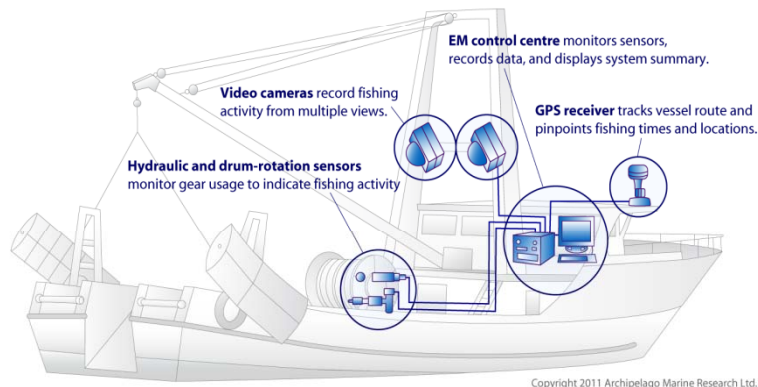 EM control centre monitors sensors,
records data, and displays system summary.
Video cameras record fishing
activity from multiple views.
GPS receiver tracks vessel route and
pinpoints fishing times and locations.
Hydraulic and drum-rotation sensors
monitor gear usage to indicate fishing activity
Copyright 2011 Archipelago Marine Research Ltd.